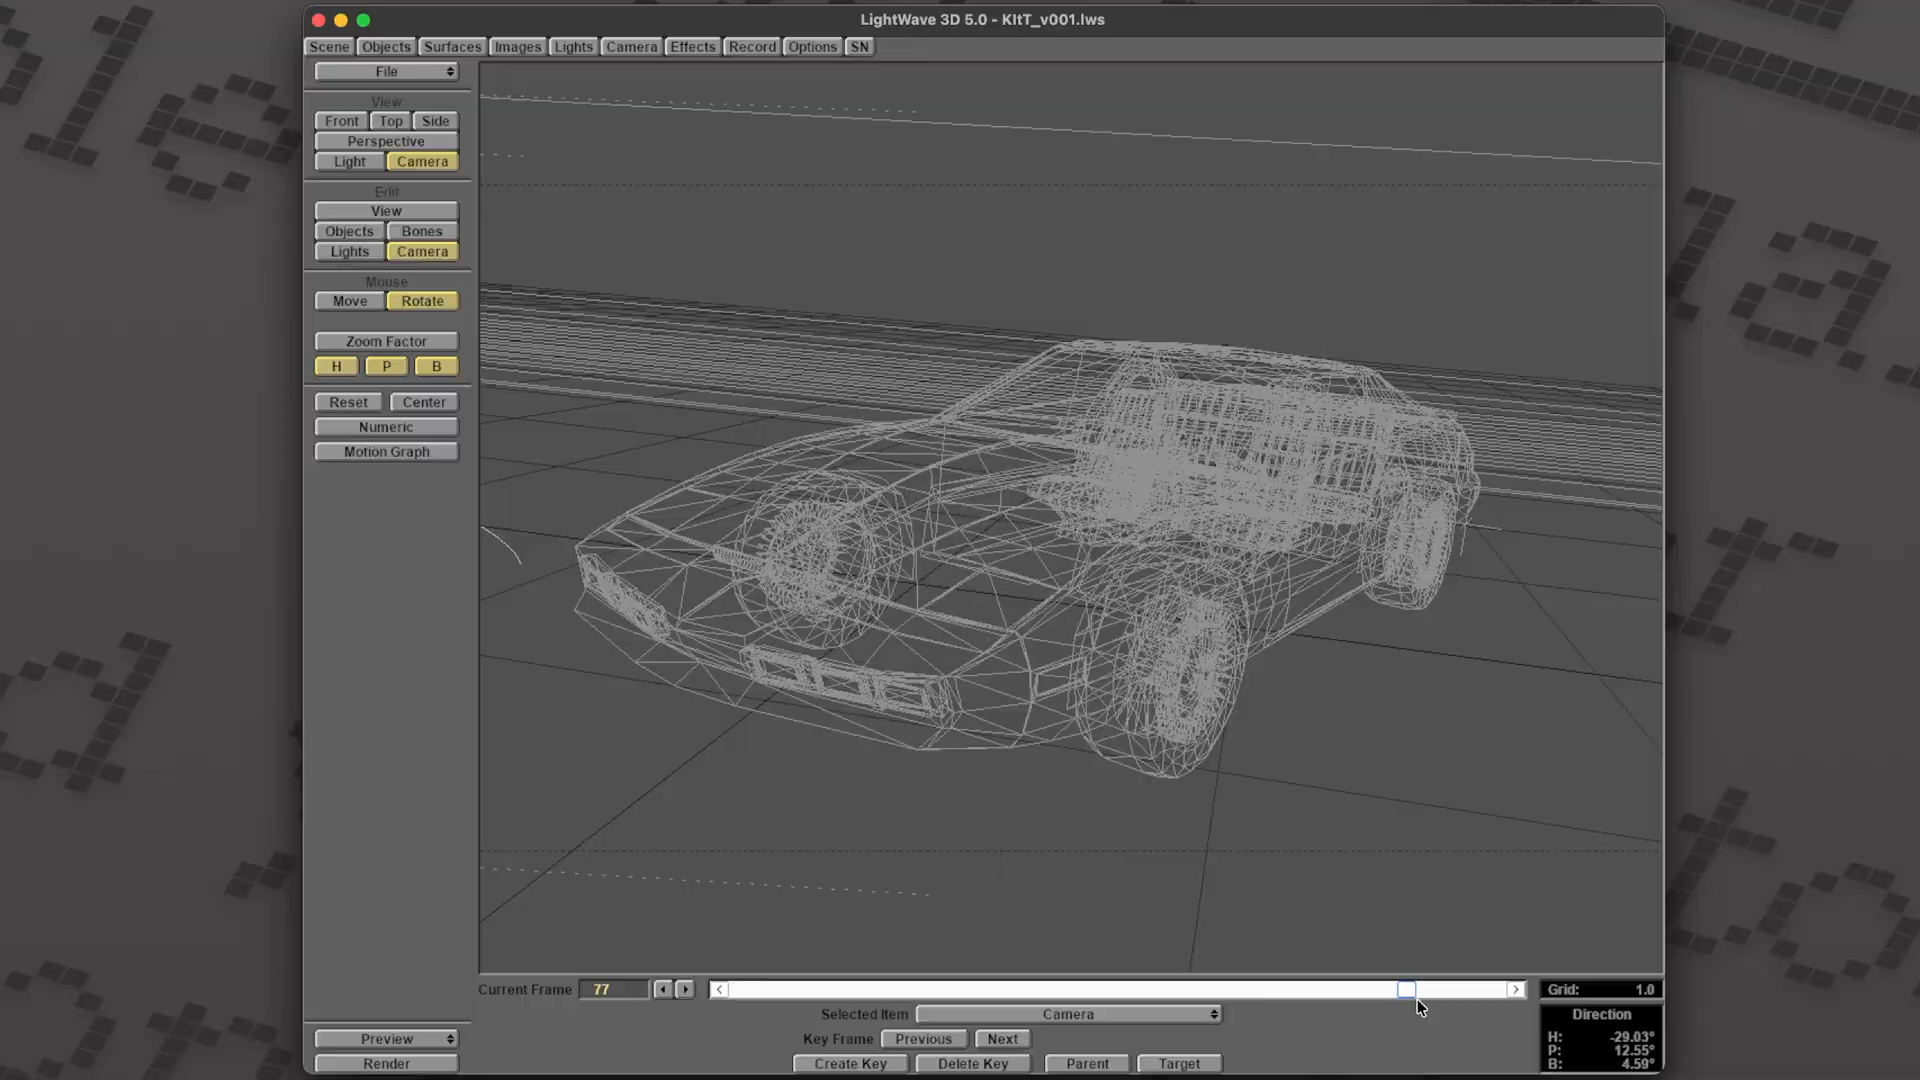 LightWave 3D 5.0 - KItT_v001.lws
Scene Objects Surfaces Images Lights Camera Effects Record Options SN
File
View
Front Top Side
Perspective
Light Camera
Edit
View
Objects Bones
Lights Camera
Mouse
Move Rotate
Zoom Factor
H P B
Reset Center
Numeric
Motion Graph
Current Frame 77
Grid: 1.0
Selected Item Camera
Direction
Preview
Key Frame Previous Next
H: -29.03°
P: 12.55°
B: 4.59°
Render
Create Key Delete Key Parent Target